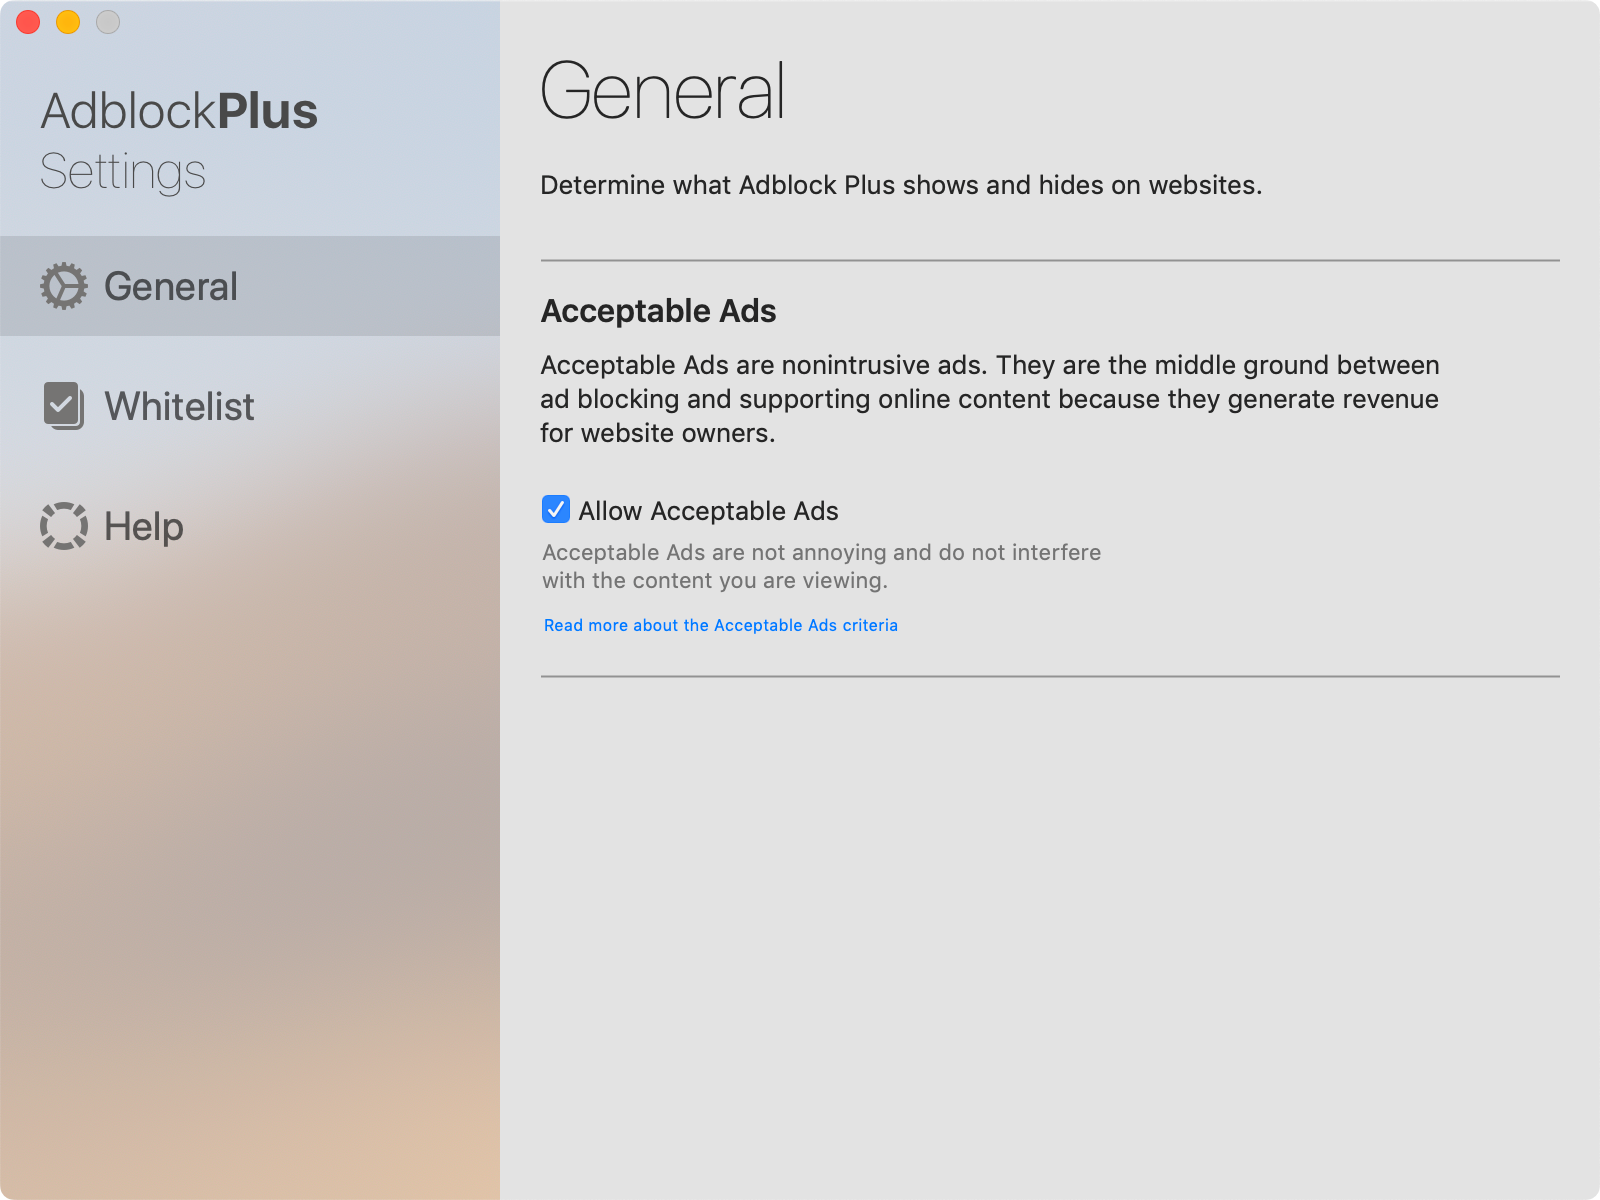 AdblockPlus
Settings
General
Whitelist
Help
General
Determine what Adblock Plus shows and hides on websites.
Acceptable Ads
Acceptable Ads are nonintrusive ads. They are the middle ground between
ad blocking and supporting online content because they generate revenue
for website owners.
Allow Acceptable Ads
Acceptable Ads are not annoying and do not interfere
with the content you are viewing.
Read more about the Acceptable Ads criteria